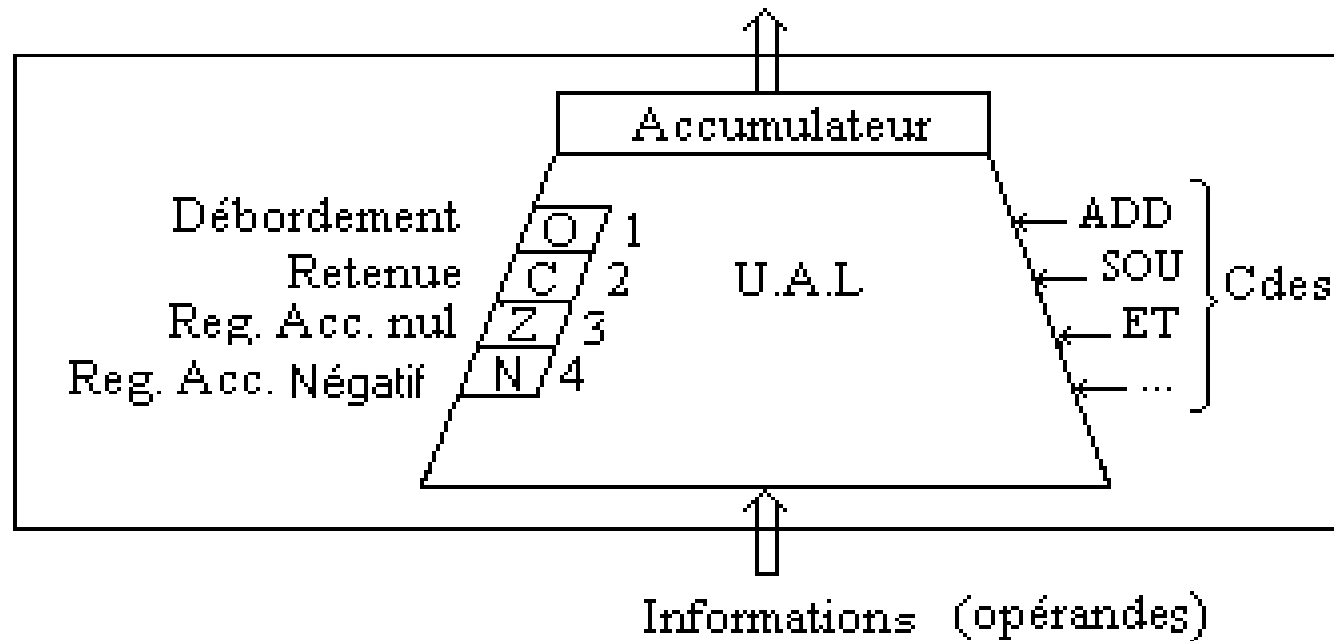 Accumulateur
Débordement O 1 ADD
Retenue C 2 U.A.L SOU Cdes
Reg. Acc. nul Z 3 ET
Reg. Acc. Négatif N 4 ...
Informations (opérandes)